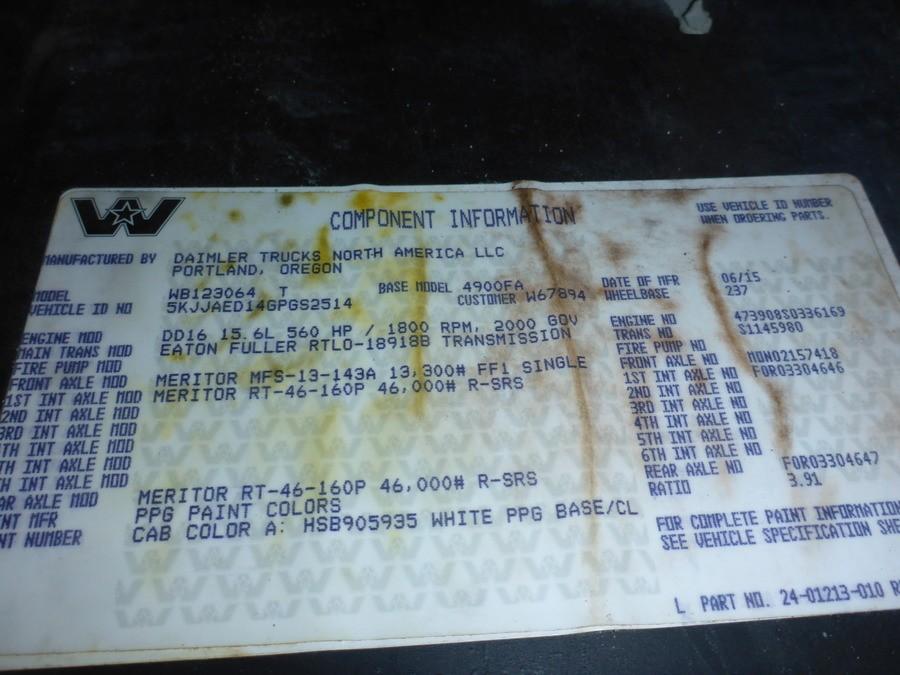 COMPONENT INFORMATION
USE VEHICLE ID NUMBER
WHEN ORDERING PARTS.
MANUFACTURED BY DAIMLER TRUCKS NORTH AMERICA LLC
PORTLAND, OREGON
MODEL WB123064 T BASE MODEL 4900FA DATE OF MFR 06/15
VEHICLE ID NO 5KJJAED14GPGS2514 CUSTOMER W67894 WHEELBASE 237
ENGINE MOD DD16 15.6L 560 HP / 1800 RPM, 2000 GOV ENGINE NO 473908S0336169
MAIN TRANS MOD EATON FULLER RTLO-18918B TRANSMISSION TRANS NO S1145980
FIRE PUMP MOD FIRE PUMP NO
FRONT AXLE MOD MERITOR MFS-13-143A 13,300# FF1 SINGLE FRONT AXLE NO MON02157418
1ST INT AXLE MOD MERITOR RT-46-160P 46,000# R-SRS 1ST INT AXLE NO FOR03304646
2ND INT AXLE MOD 2ND INT AXLE NO
3RD INT AXLE MOD 3RD INT AXLE NO
TH INT AXLE MOD 4TH INT AXLE NO
TH INT AXLE MOD 5TH INT AXLE NO
TH INT AXLE MOD 6TH INT AXLE NO
AR AXLE MOD MERITOR RT-46-160P 46,000# R-SRS REAR AXLE NO FOR03304647
NT MFR PPG PAINT COLORS RATIO 3.91
NT NUMBER CAB COLOR A: HSB905935 WHITE PPG BASE/CL
FOR COMPLETE PAINT INFORMATION
SEE VEHICLE SPECIFICATION SHE
L PART NO. 24-01213-010 R